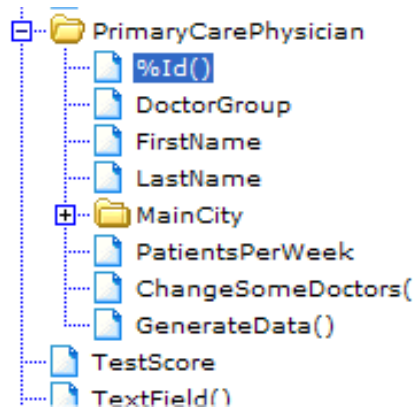 PrimaryCarePhysician
%Id()
DoctorGroup
FirstName
LastName
MainCity
PatientsPerWeek
ChangeSomeDoctors(
GenerateData()
TestScore
TextField()